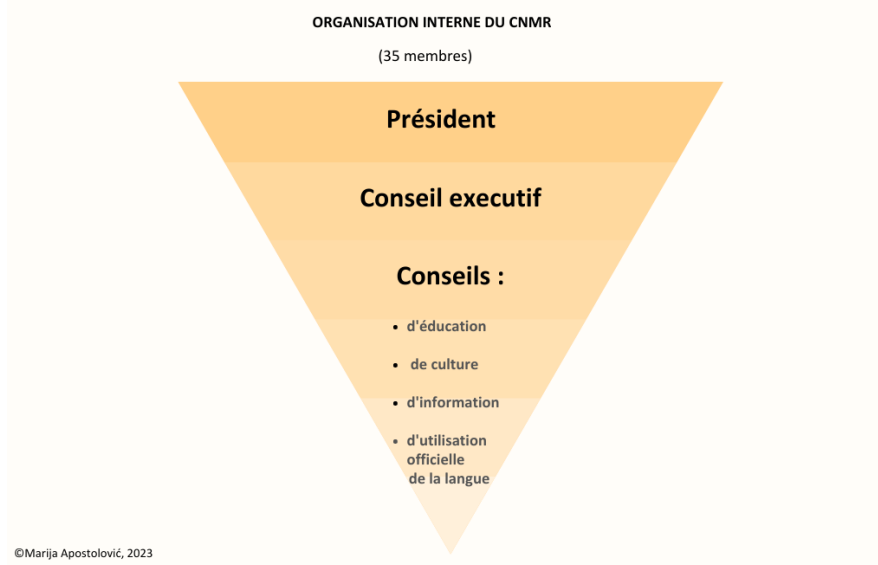 ORGANISATION INTERNE DU CNMR
(35 membres)
Président
Conseil executif
Conseils :
• d'éducation
• de culture
• d'information
• d'utilisation
officielle
de la langue
©Marija Apostolović, 2023